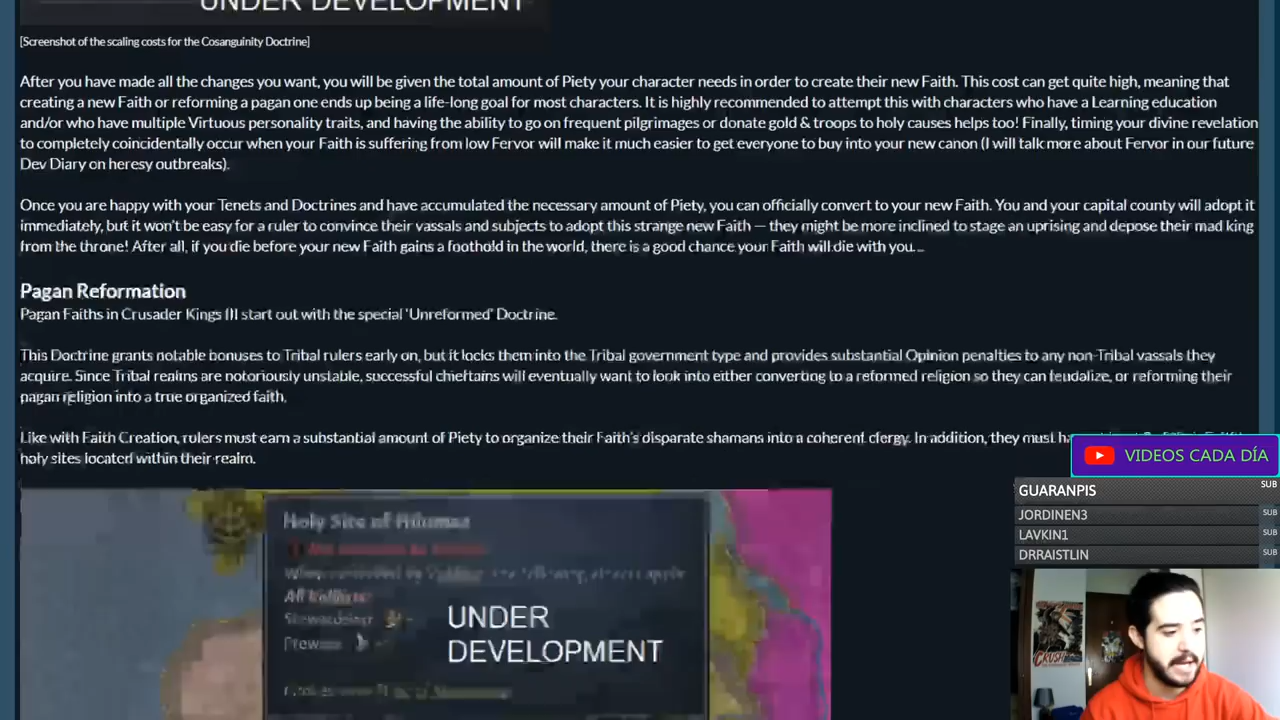 UNDER DEVELOPMENT
[Screenshot of the scaling costs for the Cosanguinity Doctrine]
After you have made all the changes you want, you will be given the total amount of Piety your character needs in order to create their new Faith. This cost can get quite high, meaning that
creating a new Faith or reforming a pagan one ends up being a life-long goal for most characters. It is highly recommended to attempt this with characters who have a Learning education
and/or who have multiple Virtuous personality traits, and having the ability to go on frequent pilgrimages or donate gold & troops to holy causes helps too! Finally, timing your divine revelation
to completely coincidentally occur when your Faith is suffering from low Fervor will make it much easier to get everyone to buy into your new canon (I will talk more about Fervor in our future
Dev Diary on heresy outbreaks).
Once you are happy with your Tenets and Doctrines and have accumulated the necessary amount of Piety, you can officially convert to your new Faith. You and your capital county will adopt it
immediately, but it won't be easy for a ruler to convince their vassals and subjects to adopt this strange new Faith — they might be more inclined to stage an uprising and depose their mad king
from the throne! After all, if you die before your new Faith gains a foothold in the world, there is a good chance your Faith will die with you...
Pagan Reformation
Pagan Faiths in Crusader Kings III start out with the special 'Unreformed' Doctrine.
This Doctrine grants notable bonuses to Tribal rulers early on, but it locks them into the Tribal government type and provides substantial Opinion penalties to any non-Tribal vassals they
acquire. Since Tribal realms are notoriously unstable, successful chieftains will eventually want to look into either converting to a reformed religion so they can feudalize, or reforming their
pagan religion into a true organized faith.
Like with Faith Creation, rulers must earn a substantial amount of Piety to organize their Faith's disparate shamans into a coherent clergy. In addition, they must
holy sites located within their realm.
Holy Site of
UNDER
DEVELOPMENT
VIDEOS CADA DÍA
GUARANPIS SUB
JORDINEN3 SUB
LAVKIN1 SUB
DRRAISTLIN SUB